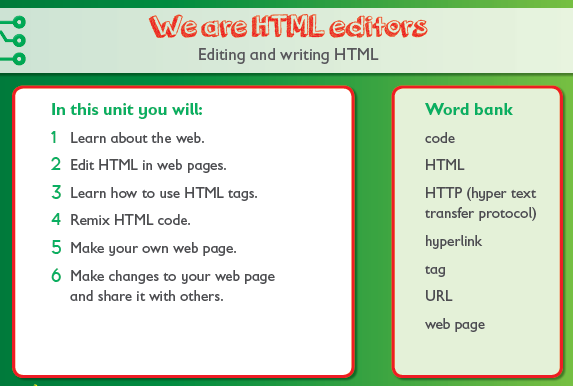 We are HTML editors
Editing and writing HTML
In this unit you will:
1 Learn about the web.
2 Edit HTML in web pages.
3 Learn how to use HTML tags.
4 Remix HTML code.
5 Make your own web page.
6 Make changes to your web page
and share it with others.
Word bank
code
HTML
HTTP (hyper text
transfer protocol)
hyperlink
tag
URL
web page